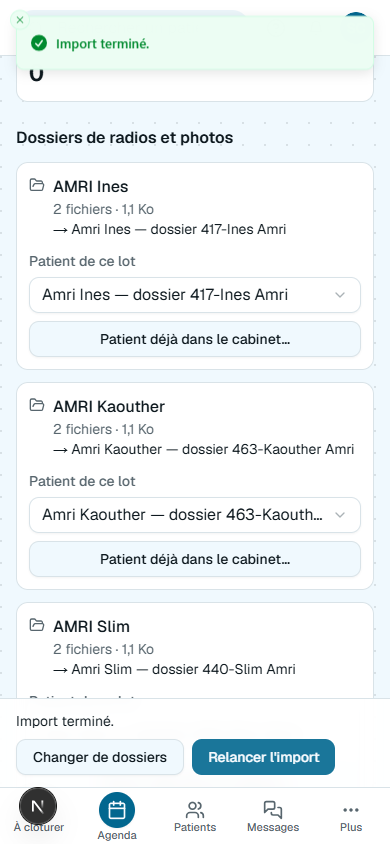 Import terminé.
0
Dossiers de radios et photos
AMRI Ines
2 fichiers · 1,1 Ko
→ Amri Ines — dossier 417-Ines Amri
Patient de ce lot
Amri Ines — dossier 417-Ines Amri
Patient déjà dans le cabinet...
AMRI Kaouther
2 fichiers · 1,1 Ko
→ Amri Kaouther — dossier 463-Kaouther Amri
Patient de ce lot
Amri Kaouther — dossier 463-Kaouth...
Patient déjà dans le cabinet...
AMRI Slim
2 fichiers · 1,1 Ko
→ Amri Slim — dossier 440-Slim Amri
Import terminé.
Changer de dossiers
Relancer l'import
N
À clôturer
Agenda
Patients
Messages
Plus